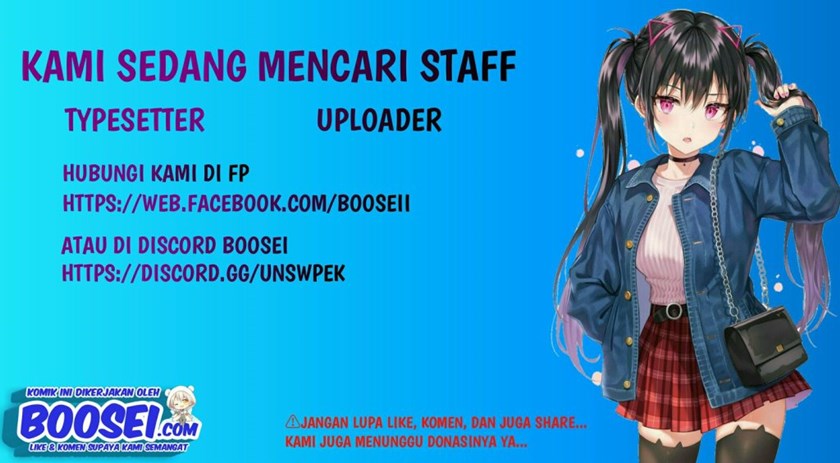 KAMI SEDANG MENCARI STAFF
TYPESETTER UPLOADER
HUBUNGI KAMI DI FP
HTTPS://WEB.FACEBOOK.COM/BOOSEII
ATAU DI DISCORD BOOSEI
HTTPS://DISCORD.GG/UNSWPEK
KOMIK INI DIKERJAKAN OLEH
BOOSEI.COM
LIKE & KOMEN SUPAYA KAMI SEMANGAT
⚠JANGAN LUPA LIKE, KOMEN, DAN JUGA SHARE...
KAMI JUGA MENUNGGU DONASINYA YA...